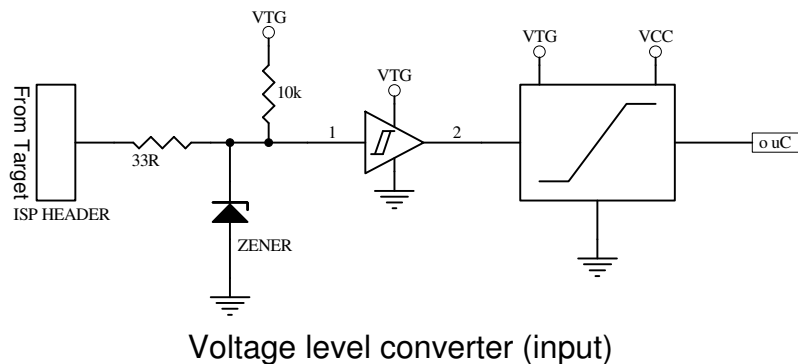 VTG
10k
VTG
VTG
VCC
From Target
33R
1
2
o uC
ISP HEADER
ZENER
Voltage level converter (input)